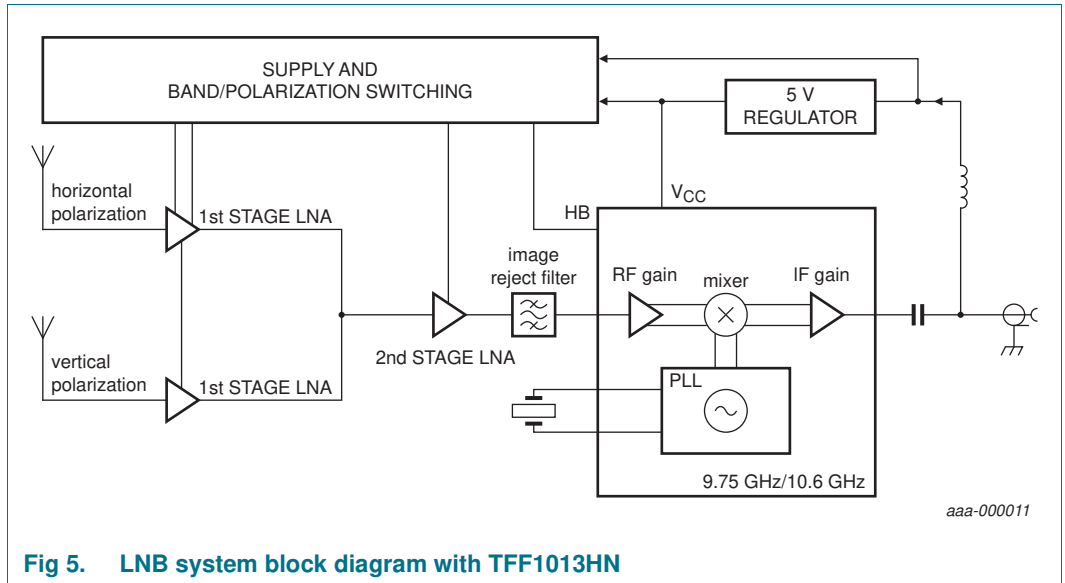 SUPPLY AND
BAND/POLARIZATION SWITCHING
5 V
REGULATOR
horizontal
polarization
1st STAGE LNA
HB
VCC
image
reject filter
RF gain
mixer
IF gain
2nd STAGE LNA
vertical
polarization
1st STAGE LNA
PLL
9.75 GHz/10.6 GHz
aaa-000011
Fig 5. LNB system block diagram with TFF1013HN